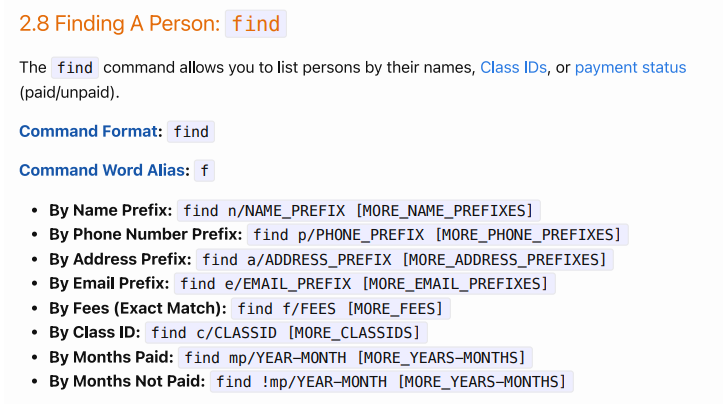 2.8 Finding A Person: find
The find command allows you to list persons by their names, Class IDs, or payment status
(paid/unpaid).
Command Format: find
Command Word Alias: f
• By Name Prefix: find n/NAME_PREFIX [MORE_NAME_PREFIXES]
• By Phone Number Prefix: find p/PHONE_PREFIX [MORE_PHONE_PREFIXES]
• By Address Prefix: find a/ADDRESS_PREFIX [MORE_ADDRESS_PREFIXES]
• By Email Prefix: find e/EMAIL_PREFIX [MORE_EMAIL_PREFIXES]
• By Fees (Exact Match): find f/FEES [MORE_FEES]
• By Class ID: find c/CLASSID [MORE_CLASSIDS]
• By Months Paid: find mp/YEAR–MONTH [MORE_YEARS–MONTHS]
• By Months Not Paid: find !mp/YEAR–MONTH [MORE_YEARS–MONTHS]